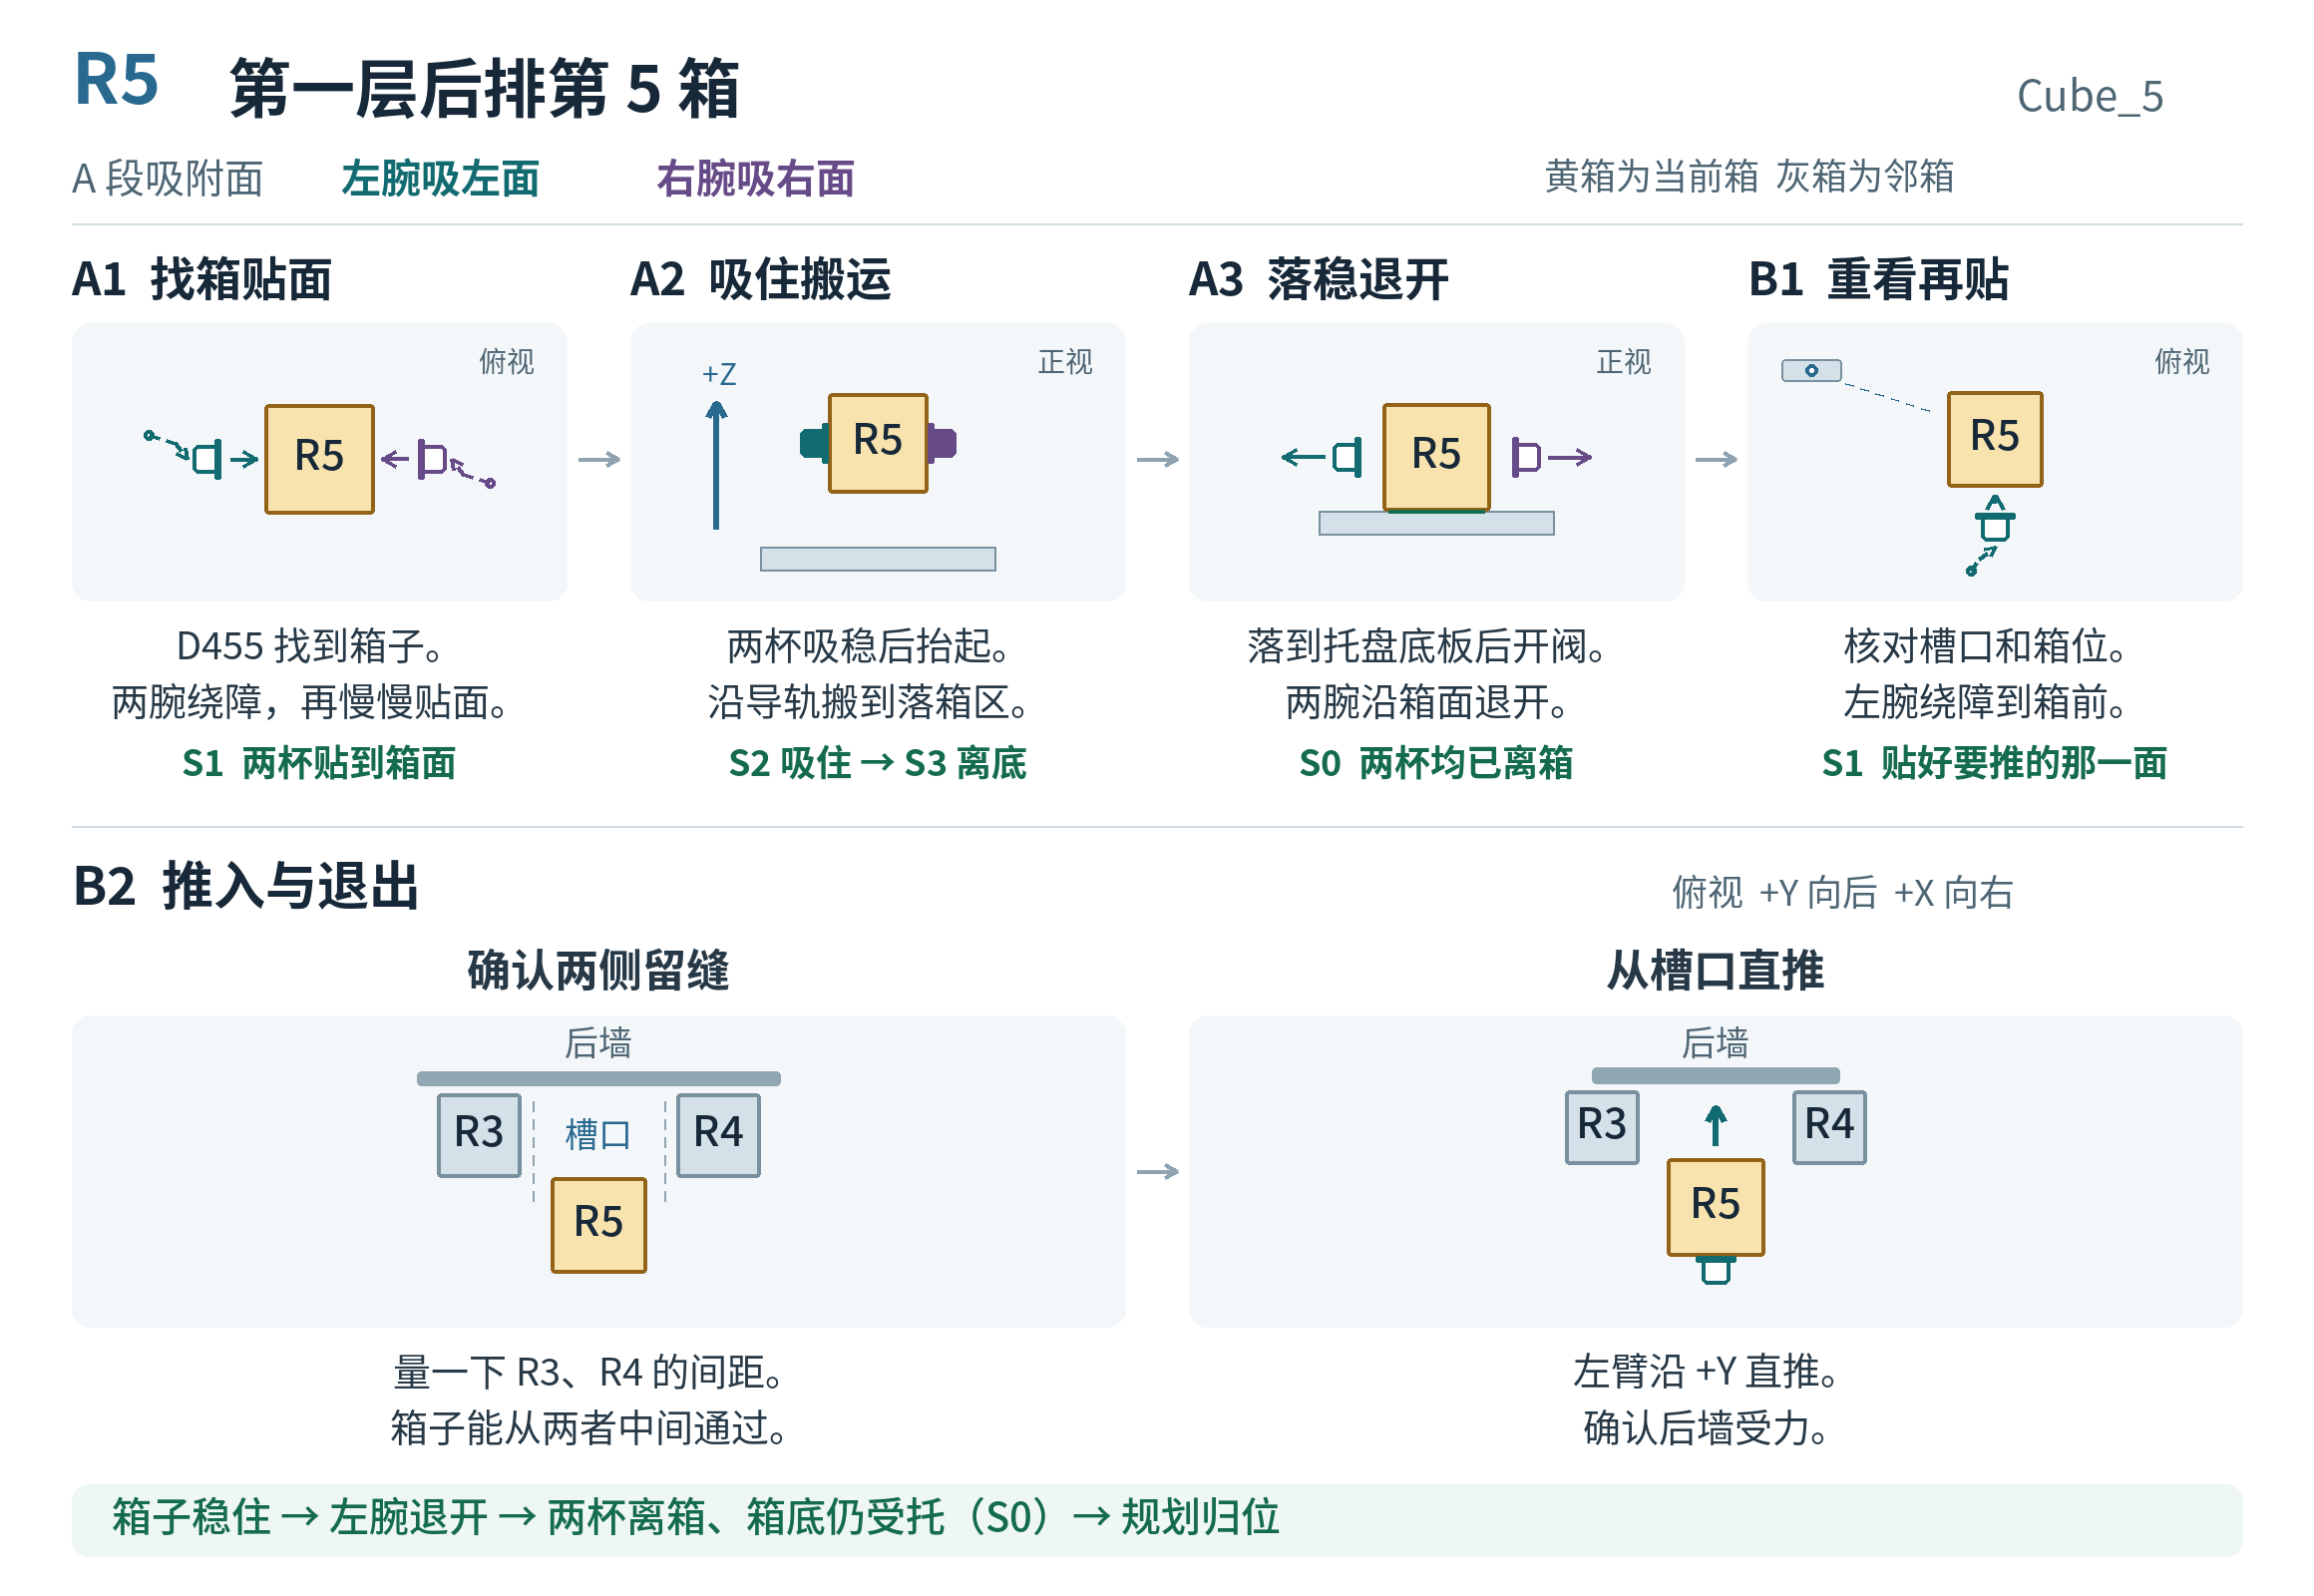 R5 第一层后排第 5 箱 Cube_5
A 段吸附面 左腕吸左面 右腕吸右面 黄箱为当前箱 灰箱为邻箱
A1 找箱贴面
俯视
R5
D455 找到箱子。
两腕绕障，再慢慢贴面。
S1 两杯贴到箱面
A2 吸住搬运
+Z
正视
R5
两杯吸稳后抬起。
沿导轨搬到落箱区。
S2 吸住 → S3 离底
A3 落稳退开
正视
R5
落到托盘底板后开阀。
两腕沿箱面退开。
S0 两杯均已离箱
B1 重看再贴
俯视
R5
核对槽口和箱位。
左腕绕障到箱前。
S1 贴好要推的那一面
B2 推入与退出 俯视 +Y 向后 +X 向右
确认两侧留缝
后墙
R3 槽口 R4
R5
量一下 R3、R4 的间距。
箱子能从两者中间通过。
从槽口直推
后墙
R3 R4
R5
左臂沿 +Y 直推。
确认后墙受力。
箱子稳住 → 左腕退开 → 两杯离箱、箱底仍受托（S0）→ 规划归位